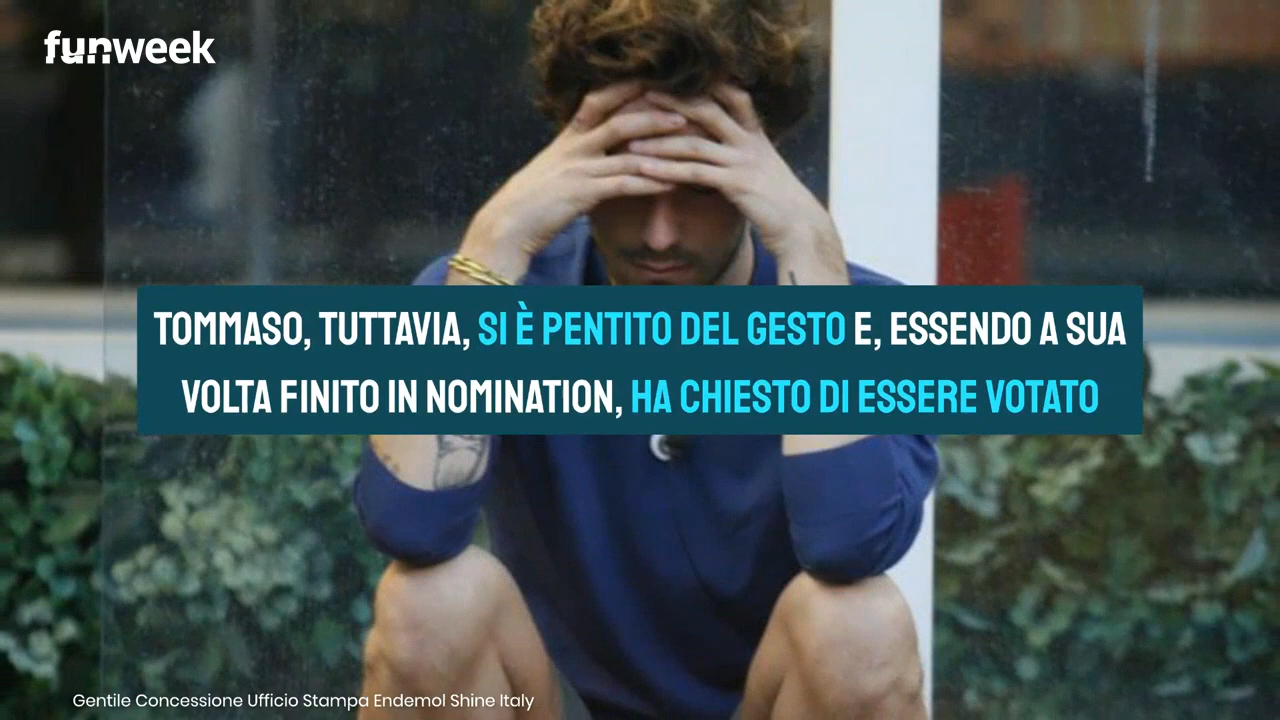 funweek
TOMMASO, TUTTAVIA, SI È PENTITO DEL GESTO E, ESSENDO A SUA
VOLTA FINITO IN NOMINATION, HA CHIESTO DI ESSERE VOTATO
Gentile Concessione Ufficio Stampa Endemol Shine Italy